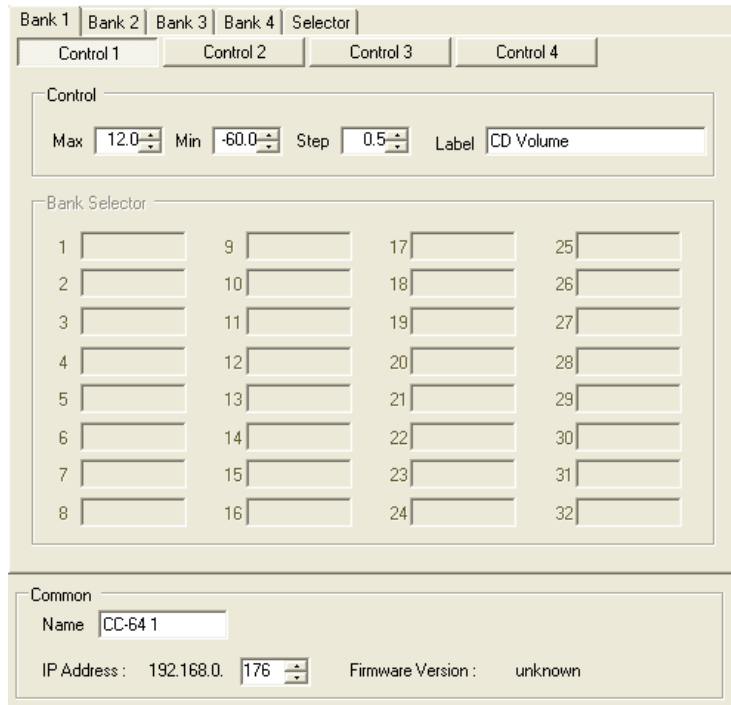 Bank 1 Bank 2 Bank 3 Bank 4 Selector
Control 1 Control 2 Control 3 Control 4
Control
Max 12.0 Min -60.0 Step 0.5 Label CD Volume
Bank Selector
1 9 17 25
2 10 18 26
3 11 19 27
4 12 20 28
5 13 21 29
6 14 22 30
7 15 23 31
8 16 24 32
Common
Name CC-64 1
IP Address : 192.168.0. 176 Firmware Version : unknown